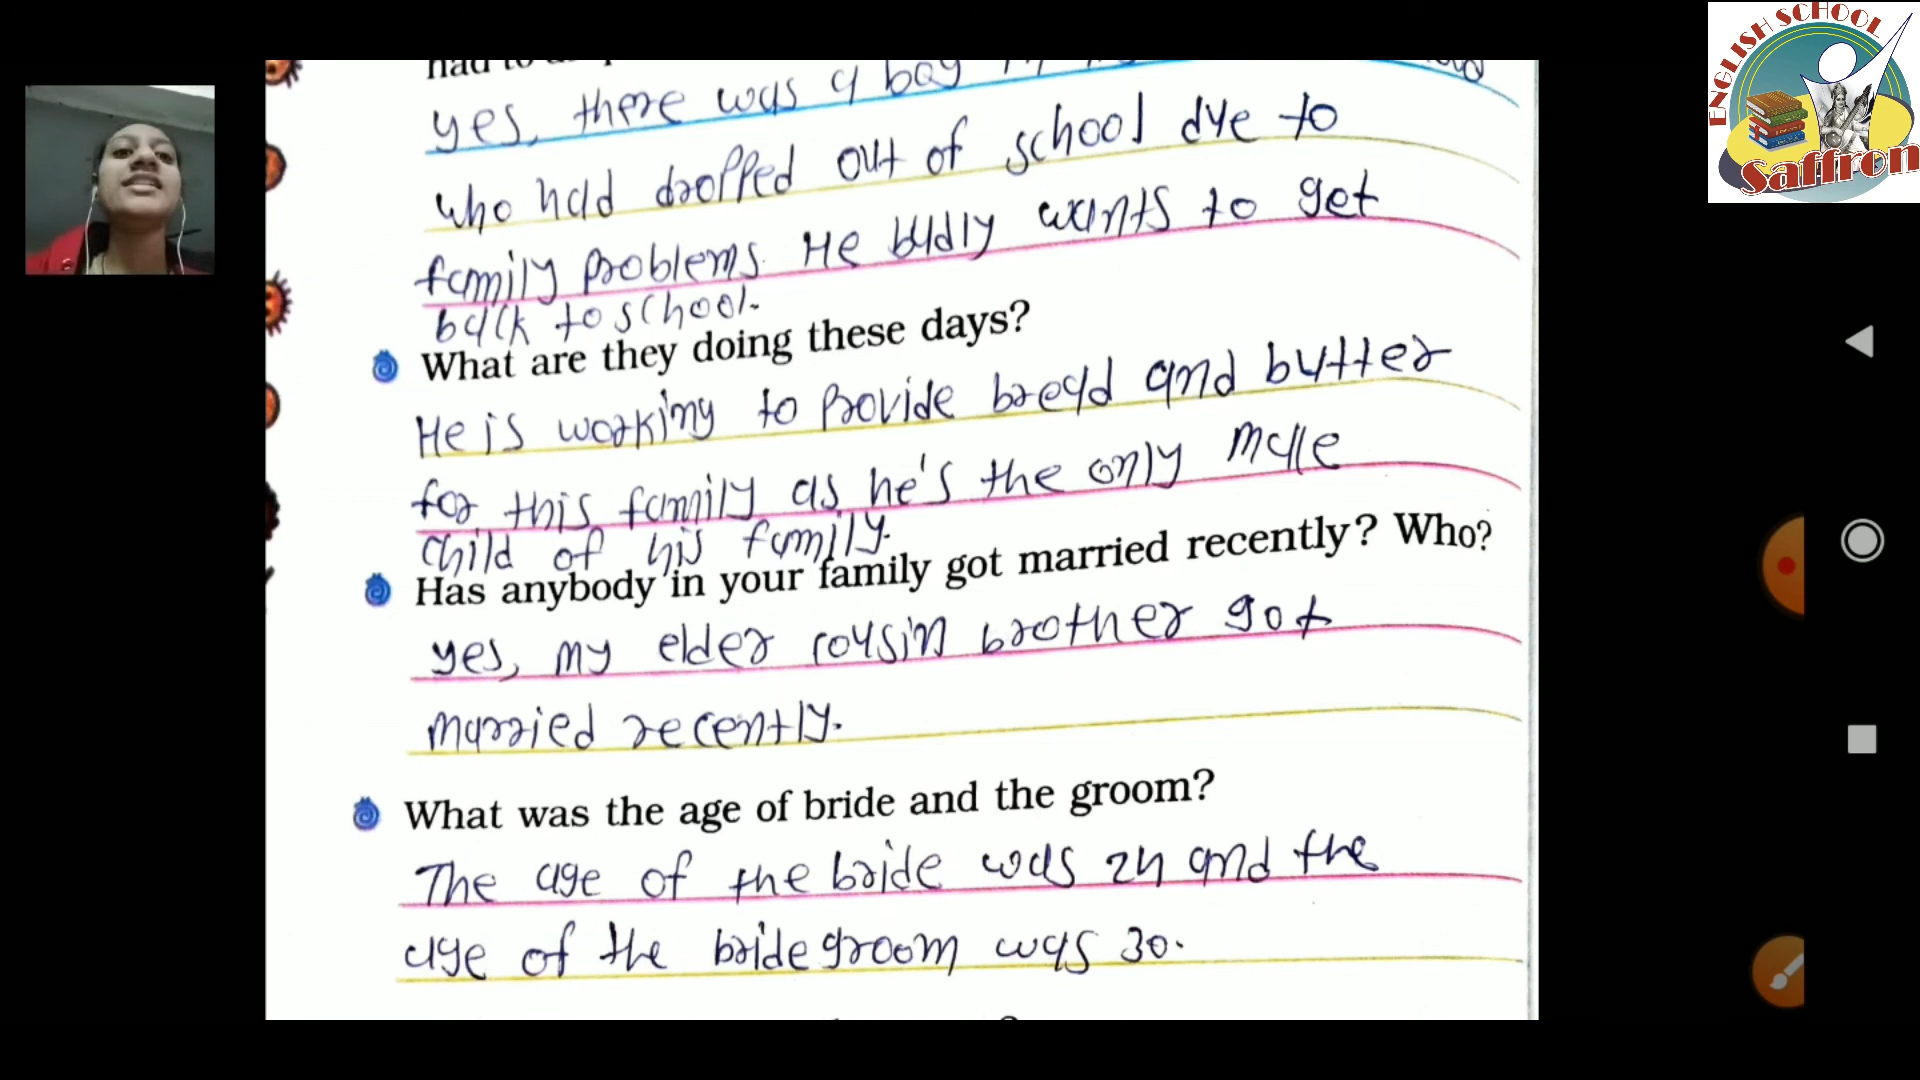 ENGLISH SCHOOL
Saffron
had to
yes, there was a boy
who had dropped out of school due to
family problems. He badly wants to get
back to school.
What are they doing these days?
He is working to provide bread and butter
for this family as he's the only male
child of his family.
Has anybody in your family got married recently? Who?
yes, my elder cousin brother got
married recently.
What was the age of bride and the groom?
The age of the bride was 24 and the
age of the bridegroom was 30.